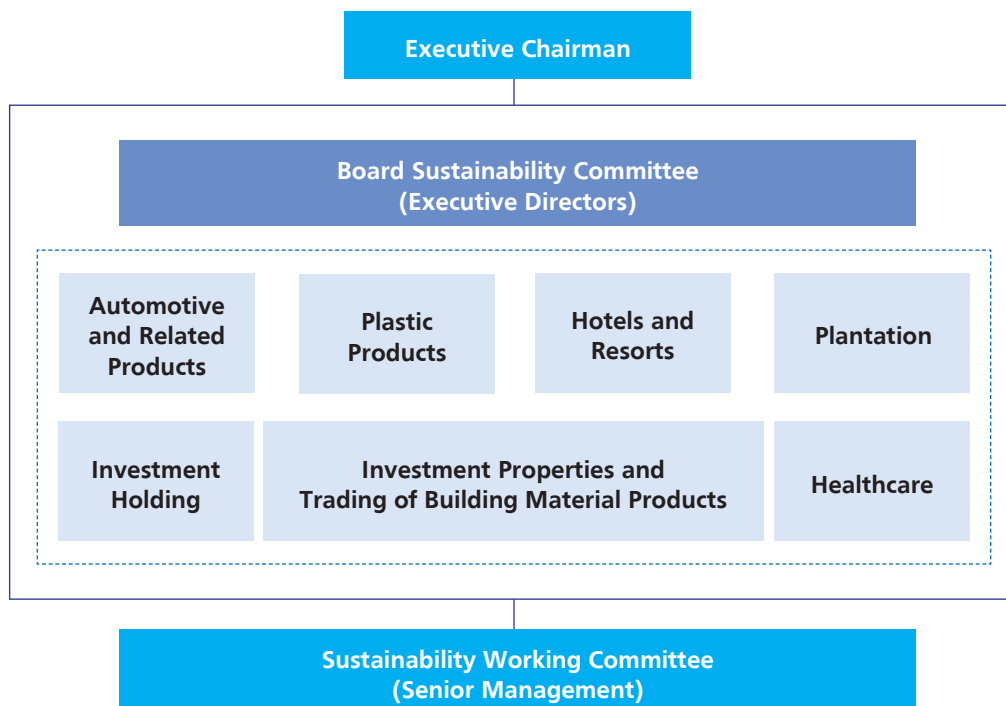 Executive Chairman
Board Sustainability Committee
(Executive Directors)
Automotive
and Related
Products
Plastic
Products
Hotels and
Resorts
Plantation
Investment
Holding
Investment Properties and
Trading of Building Material Products
Healthcare
Sustainability Working Committee
(Senior Management)